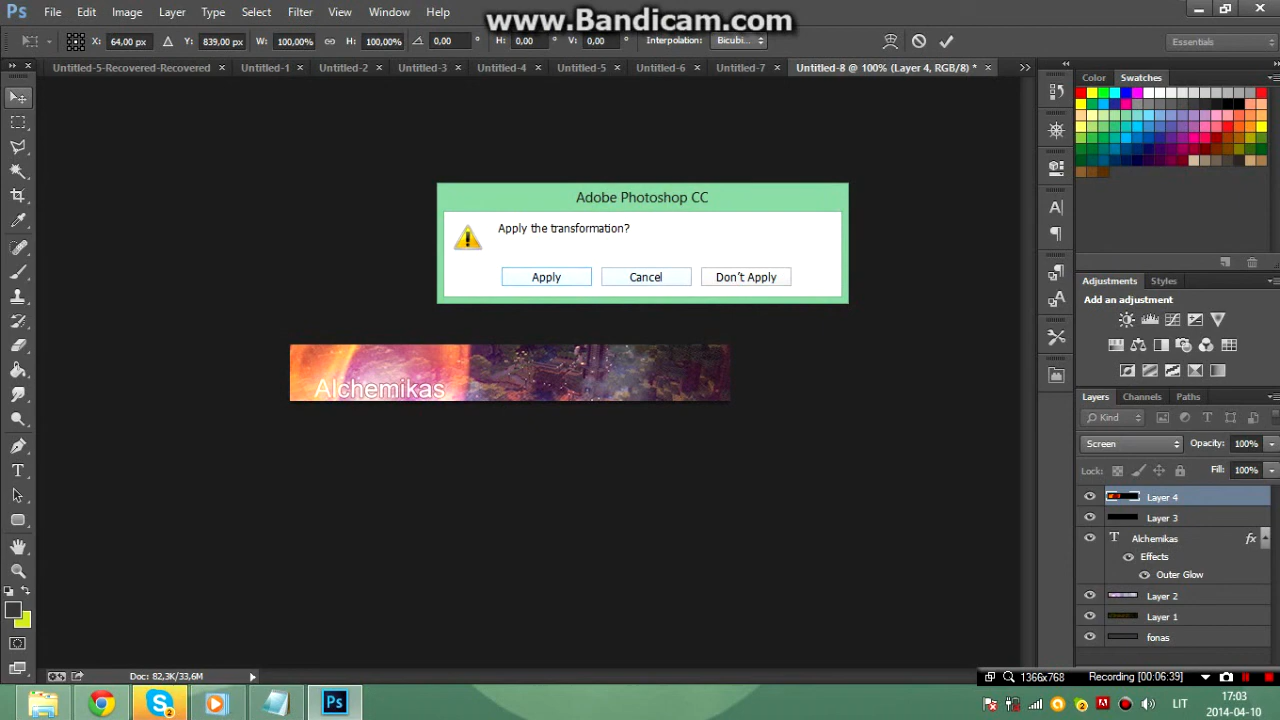 www.Bandicam.com
Ps File Edit Image Layer Type Select Filter 3D View Window Help
X: 64,00 px Y: 839,00 px W: 100,00% H: 100,00% 0,00 ° H: 0,00 ° V: 0,00 ° Interpolation: Bicubi... Essentials
Untitled-5-Recovered-Recovered × Untitled-1 × Untitled-2 × Untitled-3 × Untitled-4 × Untitled-5 × Untitled-6 × Untitled-7 × Untitled-8 @ 100% (Layer 4, RGB/8) * ×
Color Swatches
Adobe Photoshop CC
Apply the transformation?
Apply Cancel Don't Apply
Alchemikas
Adjustments Styles
Add an adjustment
Layers Channels Paths
Kind
Screen Opacity: 100%
Lock: Fill: 100%
Layer 4
Layer 3
T Alchemikas fx
Effects
Outer Glow
Layer 2
Layer 1
fonas
Doc: 82,3K/33,6M
1366x768 Recording [00:06:39]
LIT
17:03
2014-04-10